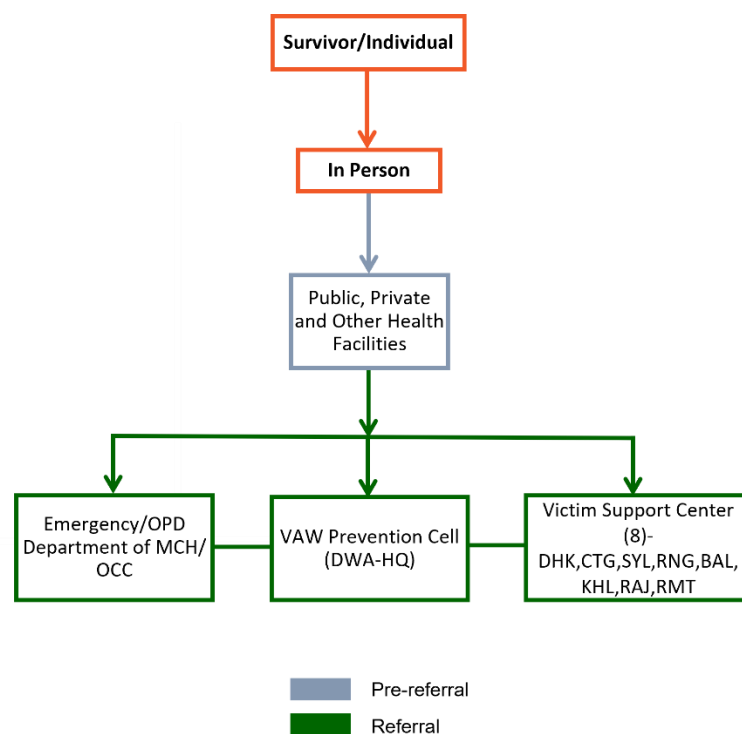 Survivor/Individual
In Person
Public, Private
and Other Health
Facilities
Emergency/OPD
Department of MCH/
OCC
VAW Prevention Cell
(DWA-HQ)
Victim Support Center
(8)-
DHK,CTG,SYL,RNG,BAL,
KHL,RAJ,RMT
Pre-referral
Referral